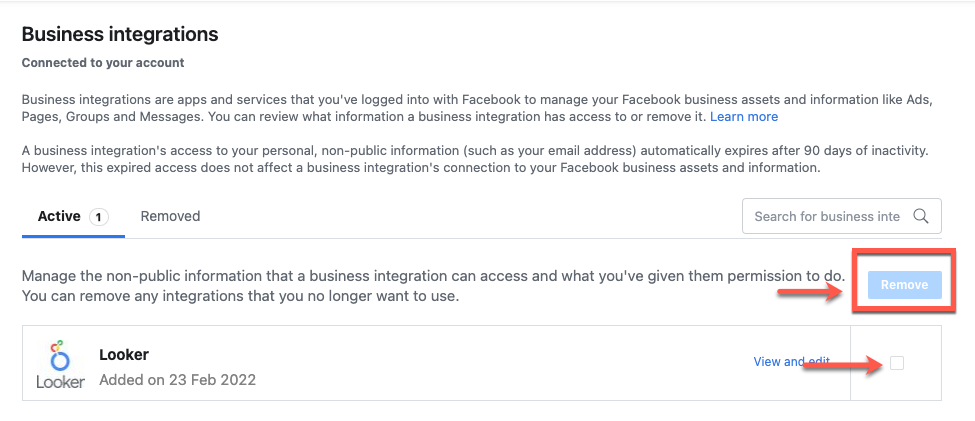 Business integrations
Connected to your account
Business integrations are apps and services that you've logged into with Facebook to manage your Facebook business assets and information like Ads,
Pages, Groups and Messages. You can review what information a business integration has access to or remove it. Learn more
A business integration's access to your personal, non-public information (such as your email address) automatically expires after 90 days of inactivity.
However, this expired access does not affect a business integration's connection to your Facebook business assets and information.
Active 1 Removed Search for business inte
Manage the non-public information that a business integration can access and what you've given them permission to do.
You can remove any integrations that you no longer want to use.
Remove
Looker
Looker
Added on 23 Feb 2022
View and edit